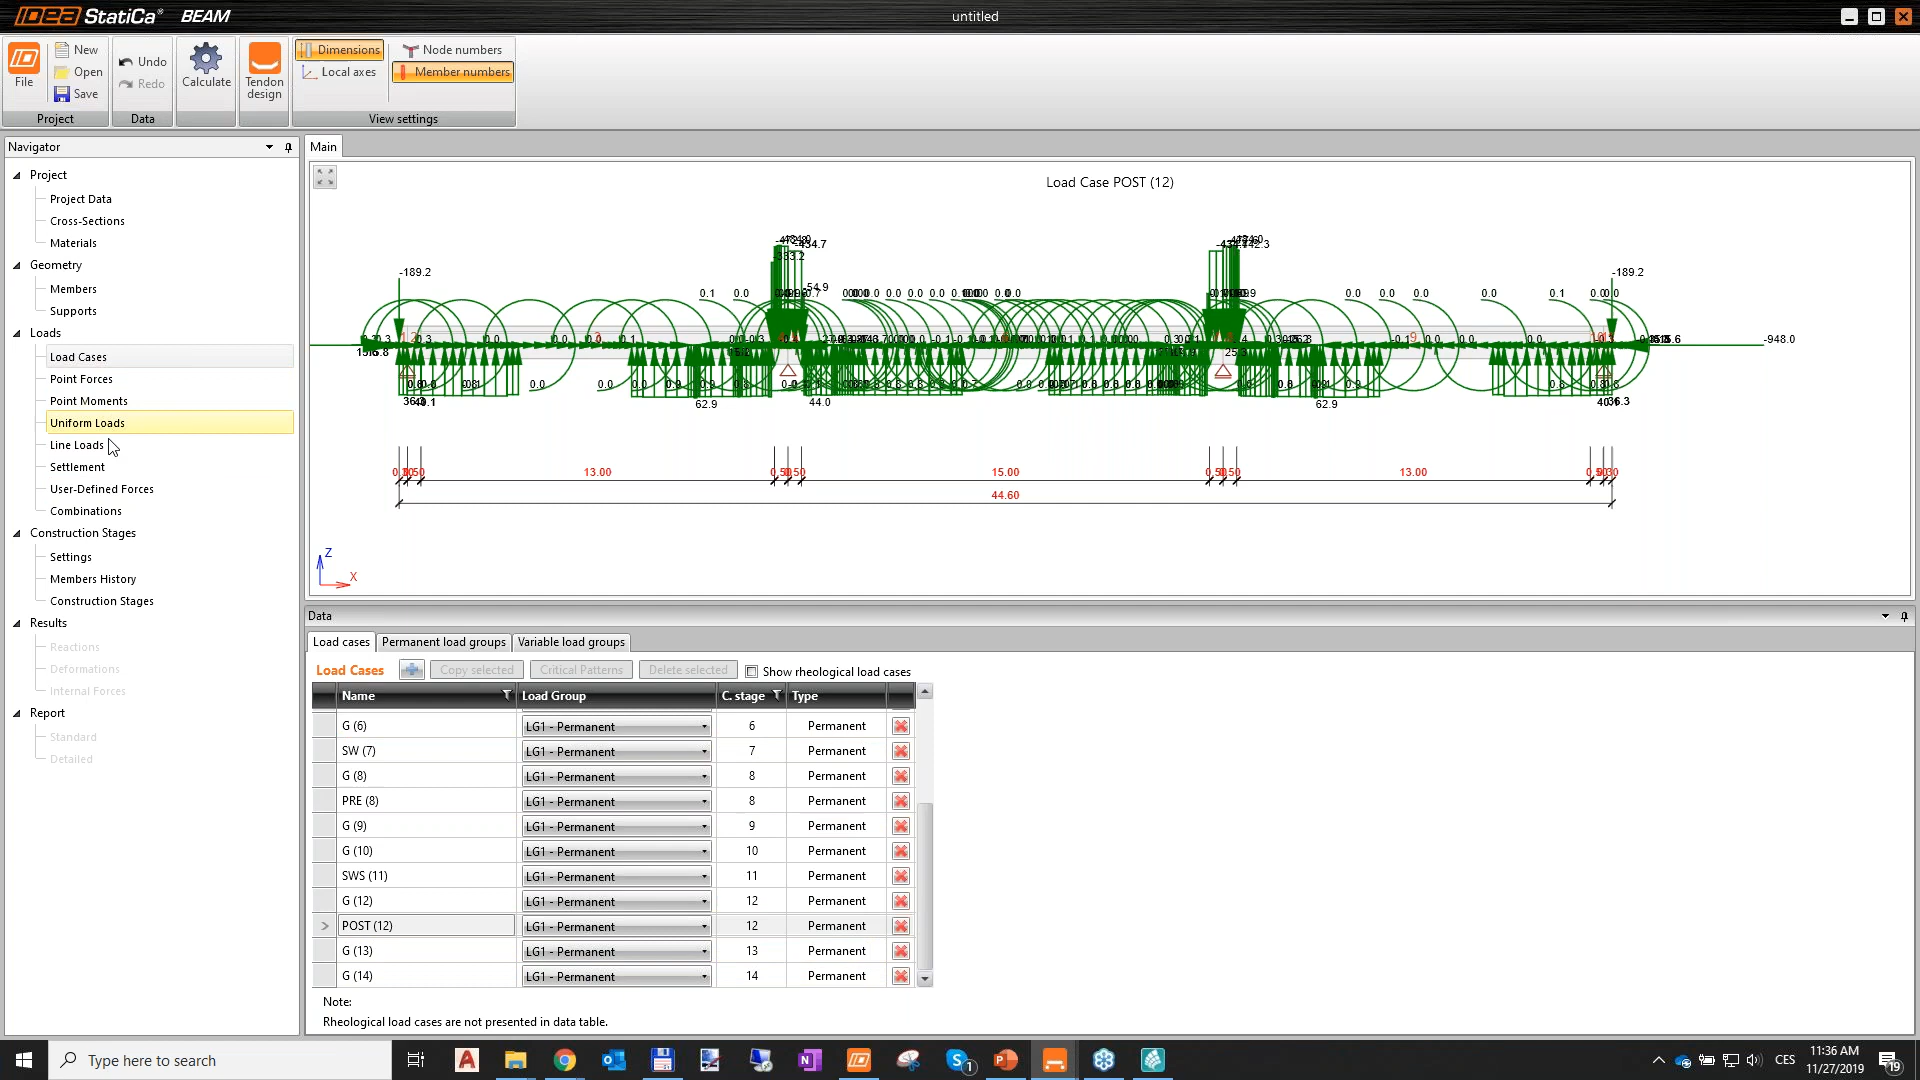 IDEA StatiCa® BEAM
untitled
File
New
Open
Save
Project
Undo
Redo
Data
Calculate
Tendon design
Dimensions
Local axes
Node numbers
Member numbers
View settings
Navigator
Project
Project Data
Cross-Sections
Materials
Geometry
Members
Supports
Loads
Load Cases
Point Forces
Point Moments
Uniform Loads
Line Loads
Settlement
User-Defined Forces
Combinations
Construction Stages
Settings
Members History
Construction Stages
Results
Reactions
Deformations
Internal Forces
Report
Standard
Detailed
Main
Load Case POST (12)
-189.2
-189.2
-948.0
62.9
44.0
62.9
13.00
15.00
13.00
44.60
Z
X
Data
Load cases
Permanent load groups
Variable load groups
Load Cases
Copy selected
Critical Patterns
Delete selected
Show rheological load cases
Name Load Group C. stage Type
G (6) LG1 - Permanent 6 Permanent
SW (7) LG1 - Permanent 7 Permanent
G (8) LG1 - Permanent 8 Permanent
PRE (8) LG1 - Permanent 8 Permanent
G (9) LG1 - Permanent 9 Permanent
G (10) LG1 - Permanent 10 Permanent
SWS (11) LG1 - Permanent 11 Permanent
G (12) LG1 - Permanent 12 Permanent
POST (12) LG1 - Permanent 12 Permanent
G (13) LG1 - Permanent 13 Permanent
G (14) LG1 - Permanent 14 Permanent
Note:
Rheological load cases are not presented in data table.
Type here to search
CES
11:36 AM
11/27/2019
19